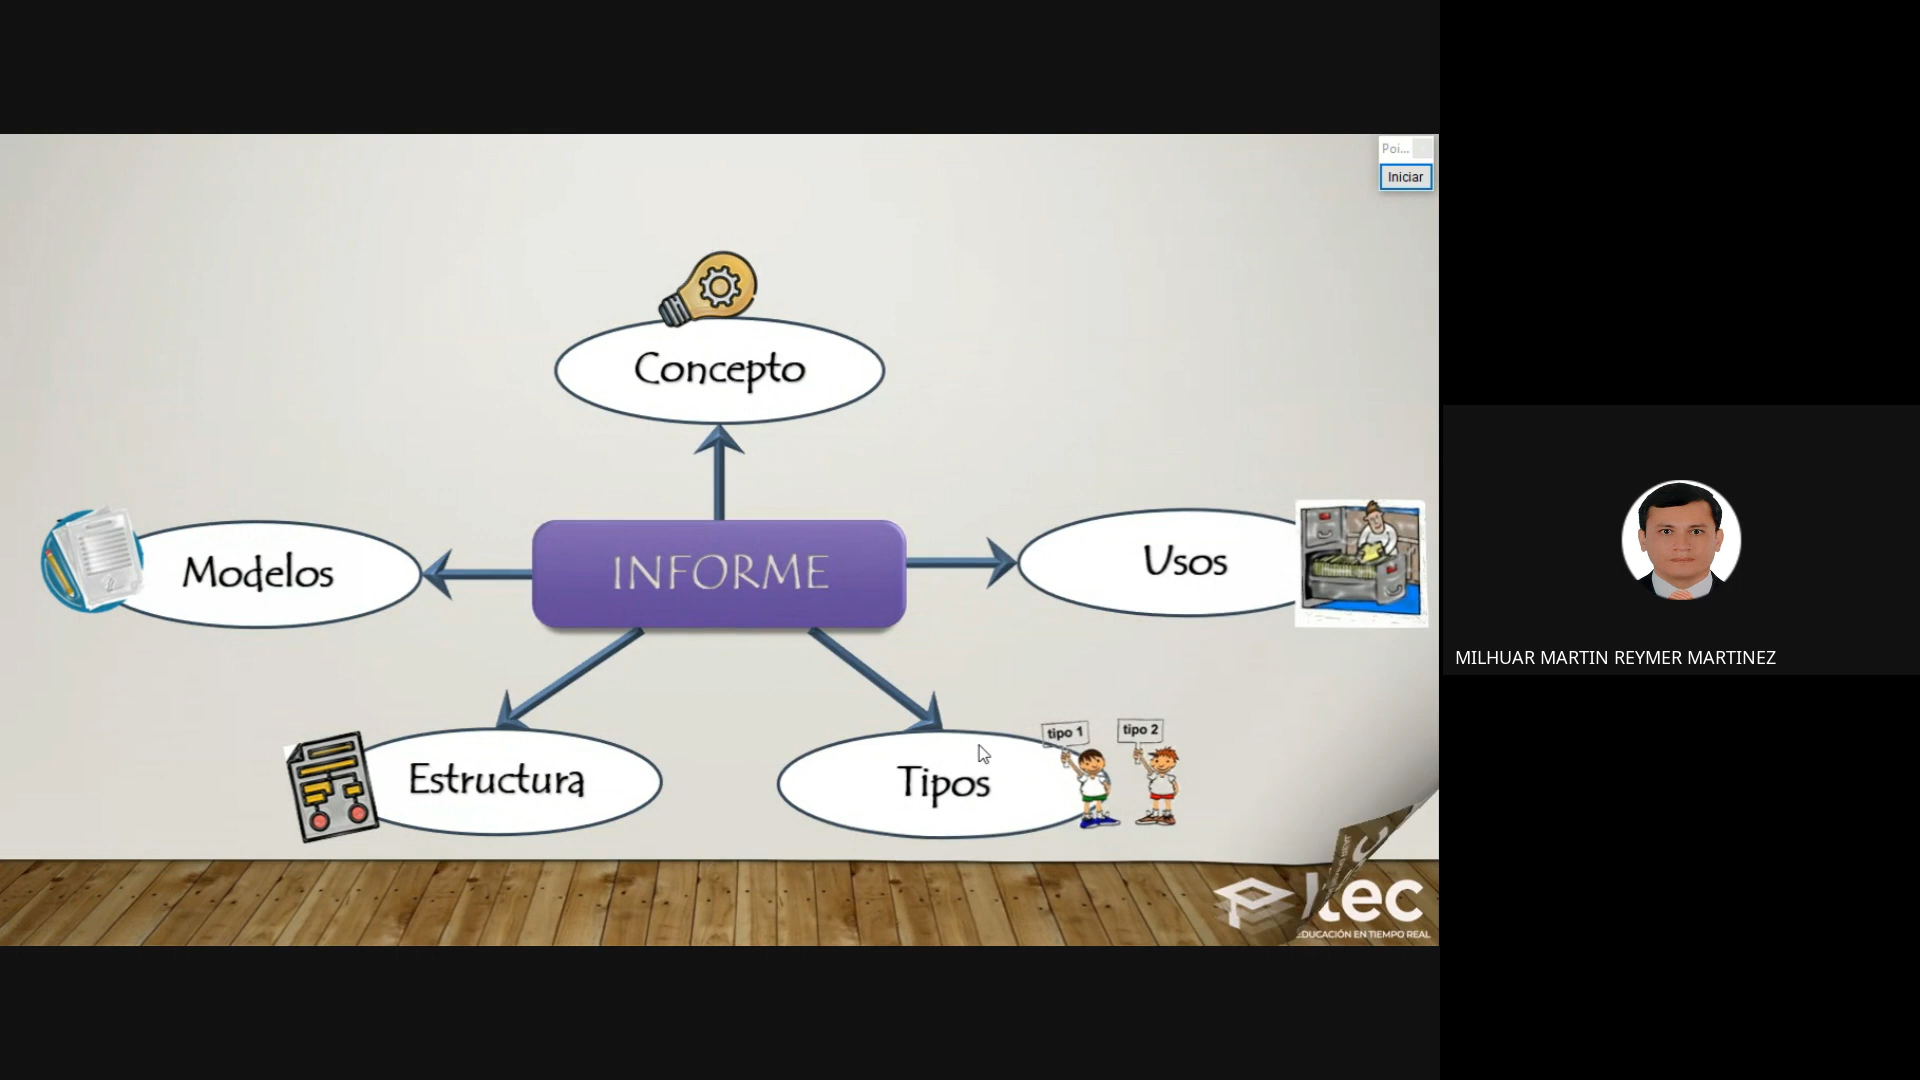 Poi...
Iniciar
Concepto
Modelos
INFORME
Usos
Estructura
Tipos
tipo 1
tipo 2
MILHUAR MARTIN REYMER MARTINEZ
tec
EDUCACIÓN EN TIEMPO REAL